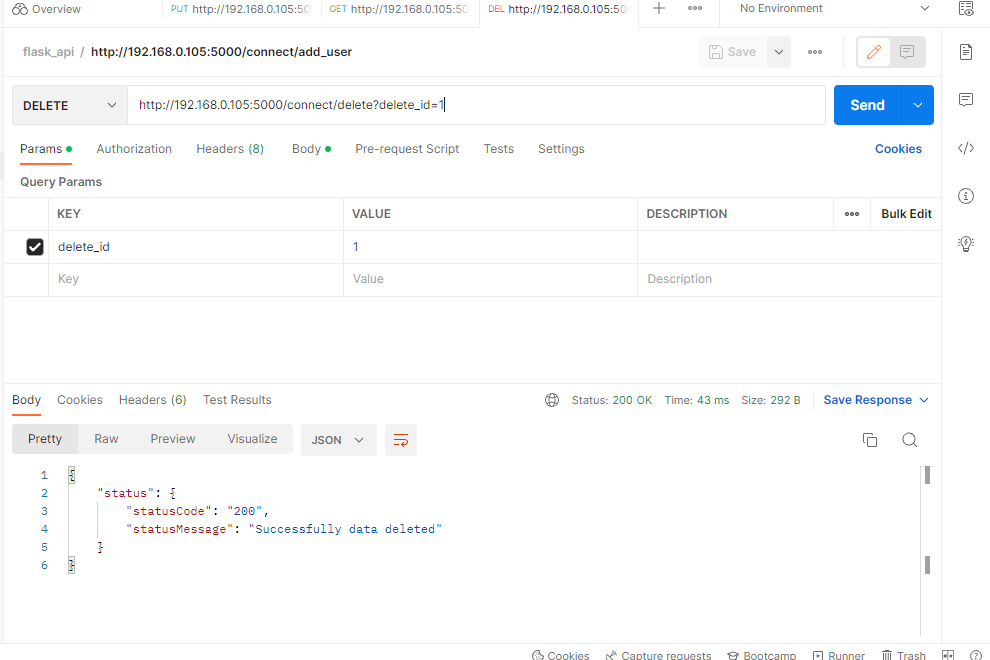 Overview PUT http://192.168.0.105:50 GET http://192.168.0.105:50 DEL http://192.168.0.105:50 + ••• No Environment
flask_api / http://192.168.0.105:5000/connect/add_user Save •••
DELETE http://192.168.0.105:5000/connect/delete?delete_id=1 Send
Params Authorization Headers (8) Body Pre-request Script Tests Settings Cookies
Query Params
KEY VALUE DESCRIPTION ••• Bulk Edit
delete_id 1
Key Value Description
Body Cookies Headers (6) Test Results Status: 200 OK Time: 43 ms Size: 292 B Save Response
Pretty Raw Preview Visualize JSON
1 {
2 "status": {
3 "statusCode": "200",
4 "statusMessage": "Successfully data deleted"
5 }
6 }
Cookies Capture requests Bootcamp Runner Trash